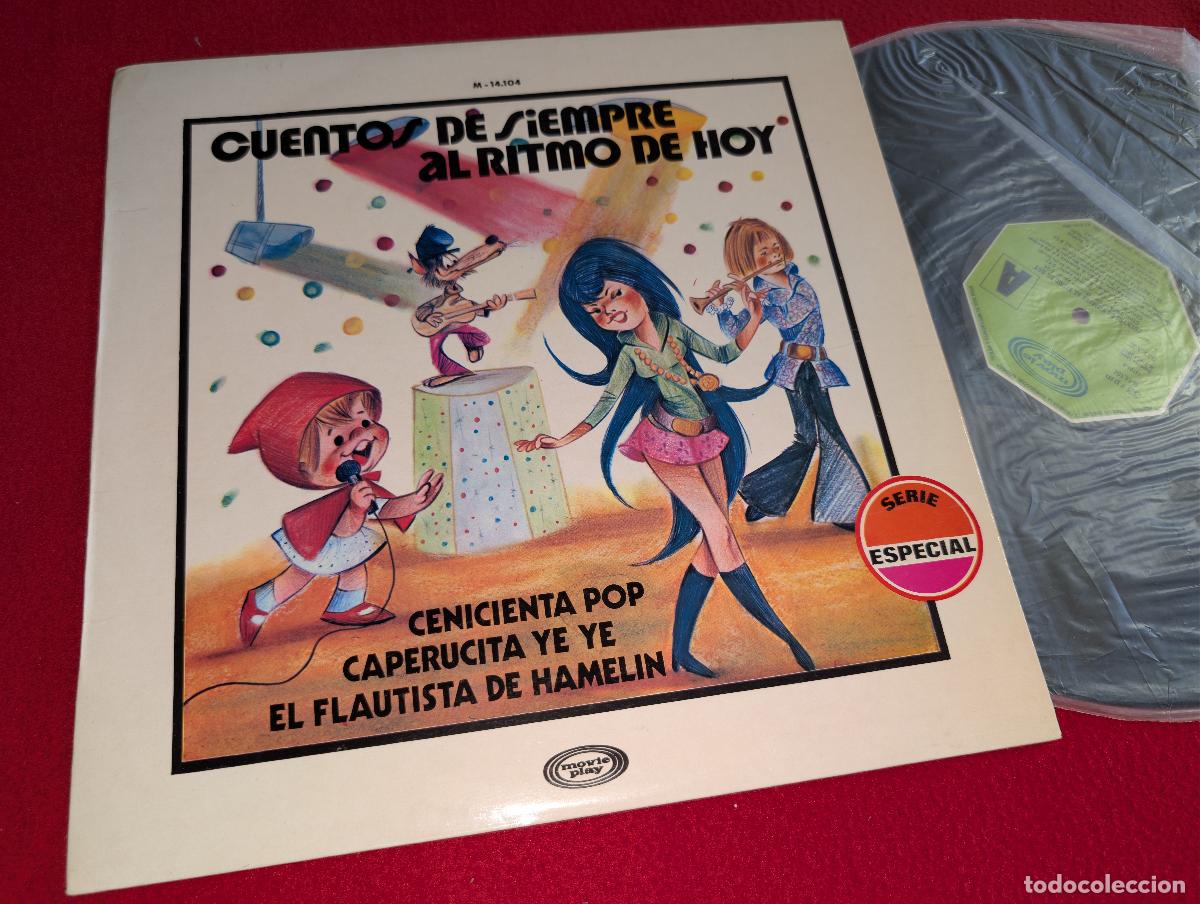 M-14.104
CUENTOS DE SIEMPRE
AL RITMO DE HOY
SERIE
ESPECIAL
CENICIENTA POP
CAPERUCITA YE YE
EL FLAUTISTA DE HAMELIN
movie
play
A
todocoleccion